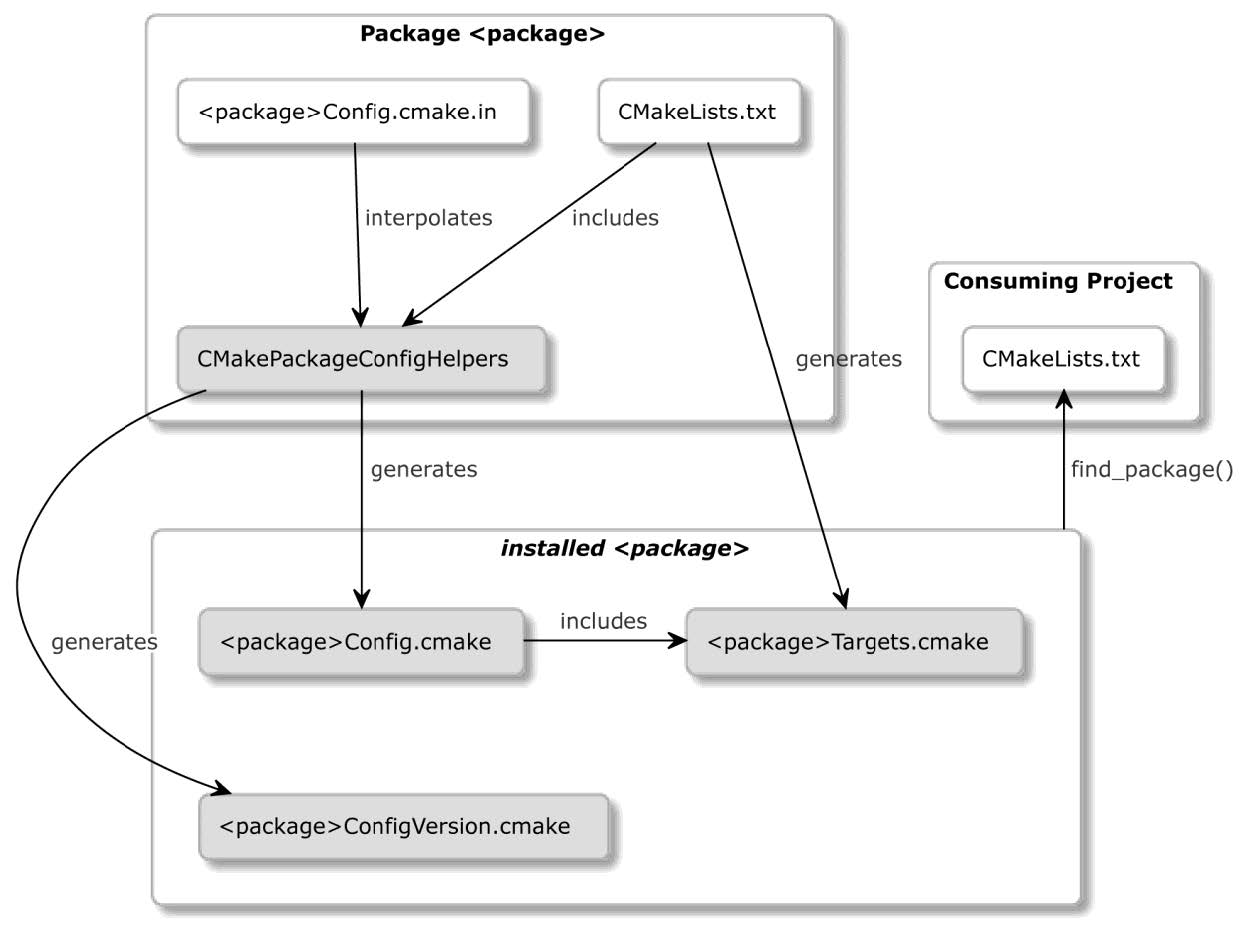 Package <package>
<package>Config.cmake.in
CMakeLists.txt
interpolates
includes
Consuming Project
CMakePackageConfigHelpers
generates
CMakeLists.txt
generates
find_package()
installed <package>
includes
generates
<package>Config.cmake
<package>Targets.cmake
<package>ConfigVersion.cmake